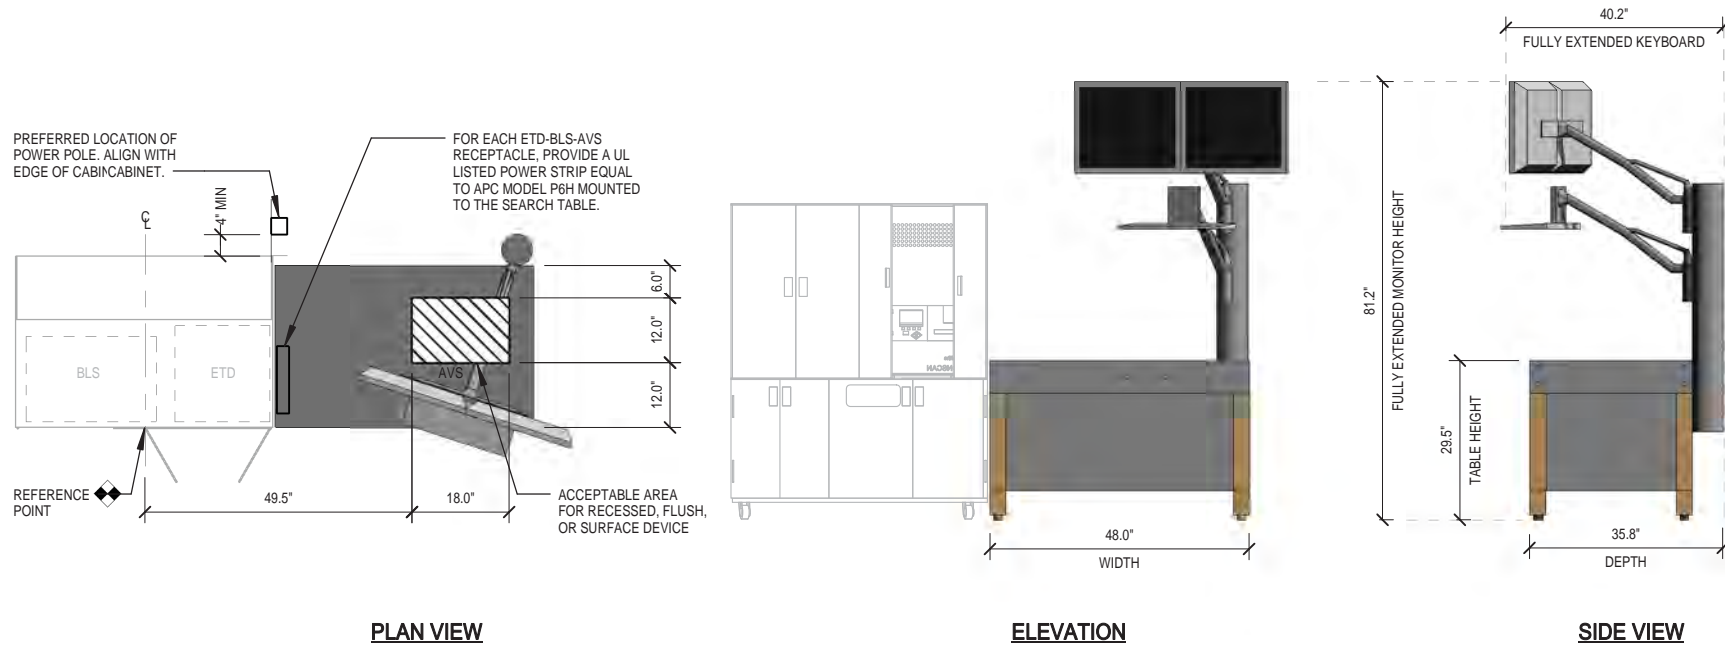 40.2"
FULLY EXTENDED KEYBOARD
PREFERRED LOCATION OF
POWER POLE. ALIGN WITH
EDGE OF CABINCABINET.
FOR EACH ETD-BLS-AVS
RECEPTACLE, PROVIDE A UL
LISTED POWER STRIP EQUAL
TO APC MODEL P6H MOUNTED
TO THE SEARCH TABLE.
4" MIN
CL
6.0"
12.0"
12.0"
BLS
ETD
AVS
REFERENCE
POINT
49.5"
18.0"
ACCEPTABLE AREA
FOR RECESSED, FLUSH,
OR SURFACE DEVICE
48.0"
WIDTH
81.2"
FULLY EXTENDED MONITOR HEIGHT
29.5"
TABLE HEIGHT
35.8"
DEPTH
PLAN VIEW
ELEVATION
SIDE VIEW